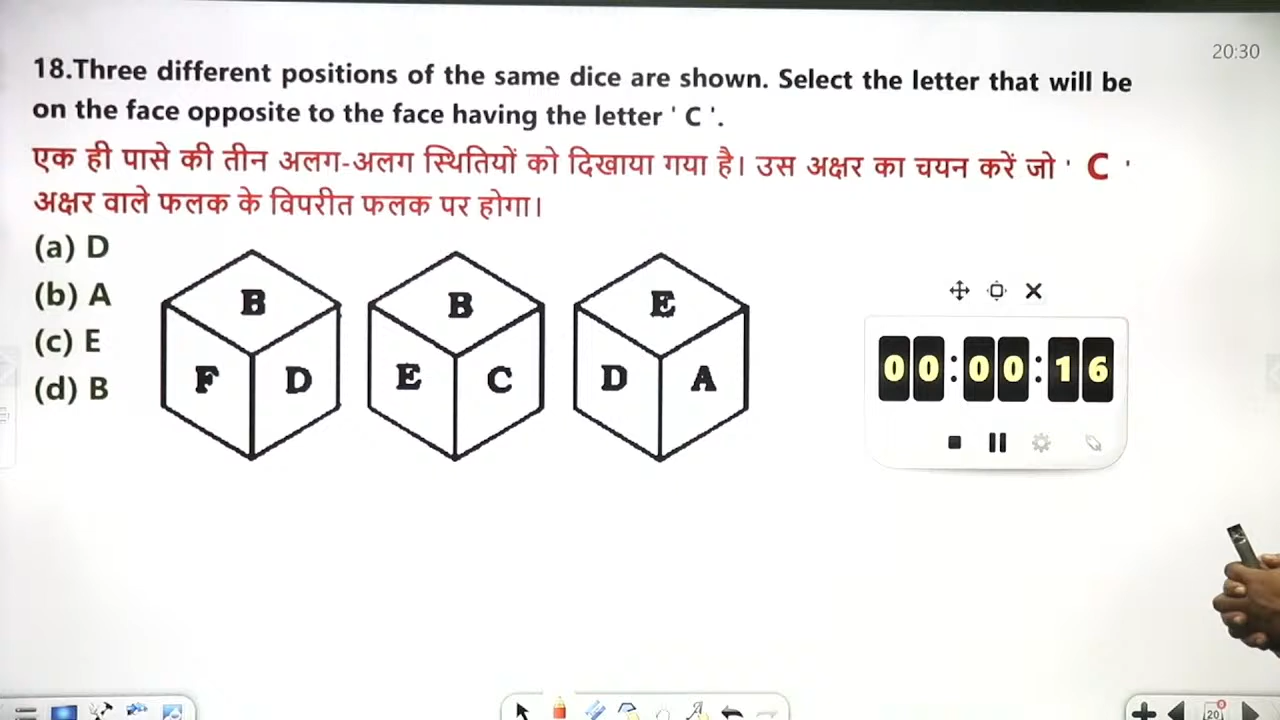 20:30
18.Three different positions of the same dice are shown. Select the letter that will be
on the face opposite to the face having the letter ' C '.
एक ही पासे की तीन अलग-अलग स्थितियों को दिखाया गया है। उस अक्षर का चयन करें जो ' C '
अक्षर वाले फलक के विपरीत फलक पर होगा।
(a) D
(b) A
(c) E
(d) B
B B E
F D E C D A
00:00:16
20